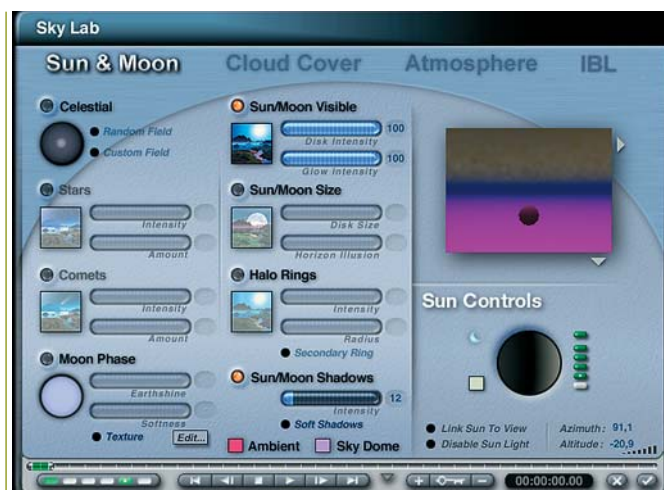 Sky Lab
Sun & Moon
Cloud Cover
Atmosphere
IBL
Celestial
Random Field
Custom Field
Stars
Intensity
Amount
Comets
Intensity
Amount
Moon Phase
Earthshine
Softness
Texture
Edit...
Sun/Moon Visible
100
Disk Intensity
100
Glow Intensity
Sun/Moon Size
Disk Size
Horizon Illusion
Halo Rings
Intensity
Radius
Secondary Ring
Sun/Moon Shadows
12
Intensity
Soft Shadows
Ambient
Sky Dome
Sun Controls
Link Sun To View
Disable Sun Light
Azimuth: 91,1
Altitude: -20,9
00:00:00.00